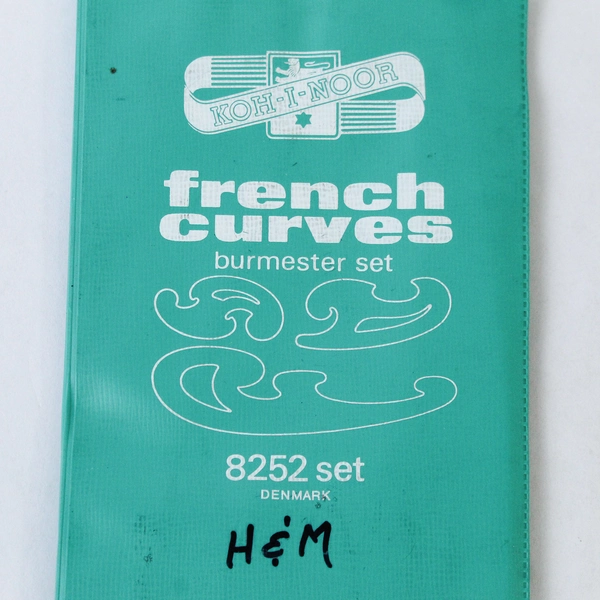 KOH-I-NOOR
french
curves
burmester set
8252 set
DENMARK
H & M